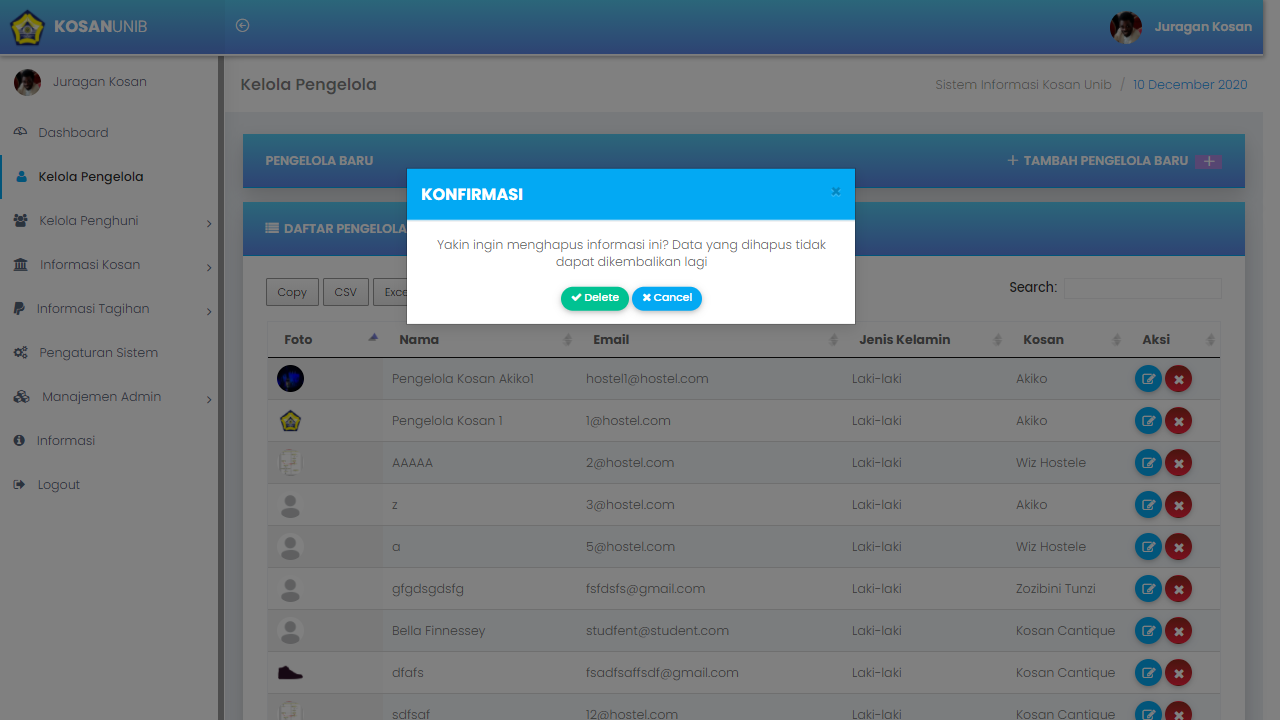 KOSANUNIB
Juragan Kosan
Juragan Kosan
Dashboard
Kelola Pengelola
Kelola Penghuni
Informasi Kosan
Informasi Tagihan
Pengaturan Sistem
Manajemen Admin
Informasi
Logout
Kelola Pengelola
Sistem Informasi Kosan Unib / 10 December 2020
PENGELOLA BARU
+ TAMBAH PENGELOLA BARU +
DAFTAR PENGELOLA
KONFIRMASI ×
Yakin ingin menghapus informasi ini? Data yang dihapus tidak
dapat dikembalikan lagi
Delete Cancel
Copy CSV Exce
Search:
Foto Nama Email Jenis Kelamin Kosan Aksi
Pengelola Kosan Akiko1 hostel1@hostel.com Laki-laki Akiko
Pengelola Kosan 1 1@hostel.com Laki-laki Akiko
AAAAA 2@hostel.com Laki-laki Wiz Hostele
z 3@hostel.com Laki-laki Akiko
a 5@hostel.com Laki-laki Wiz Hostele
gfgdsgdsfg fsfdsfs@gmail.com Laki-laki Zozibini Tunzi
Bella Finnessey studfent@student.com Laki-laki Kosan Cantique
dfafs fsadfsaffsdf@gmail.com Laki-laki Kosan Cantique
sdfsaf 12@hostel.com Laki-laki Kosan Cantique